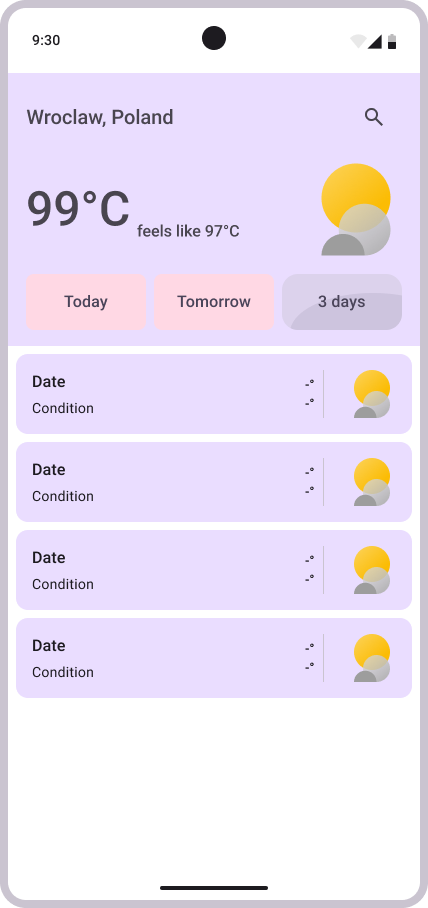 9:30
Wroclaw, Poland
99°C feels like 97°C
Today Tomorrow 3 days
Date
-°
Condition
-°
Date
-°
Condition
-°
Date
-°
Condition
-°
Date
-°
Condition
-°